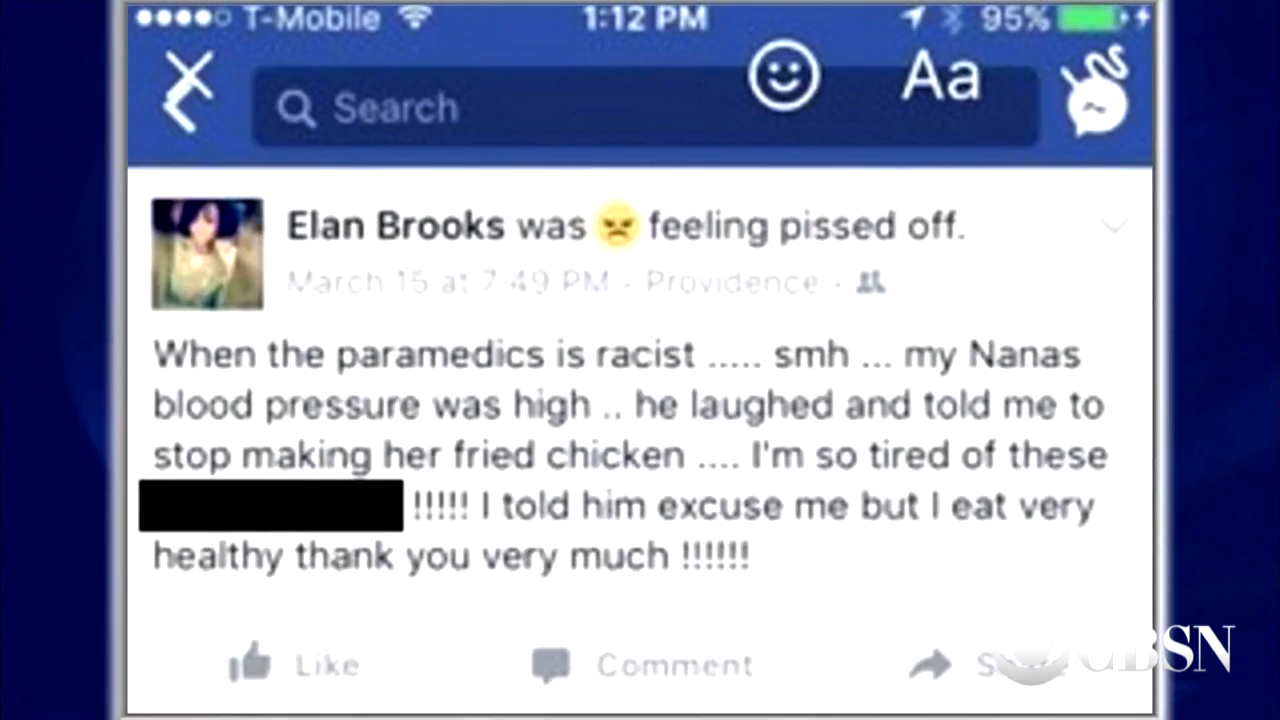 T-Mobile 1:12 PM 95%
Search Aa
Elan Brooks was feeling pissed off.
March 15 at 7:49 PM · Providence ·
When the paramedics is racist ..... smh ... my Nanas
blood pressure was high .. he laughed and told me to
stop making her fried chicken .... I'm so tired of these
!!!!! I told him excuse me but I eat very
healthy thank you very much !!!!!!
Like Comment
CBSN